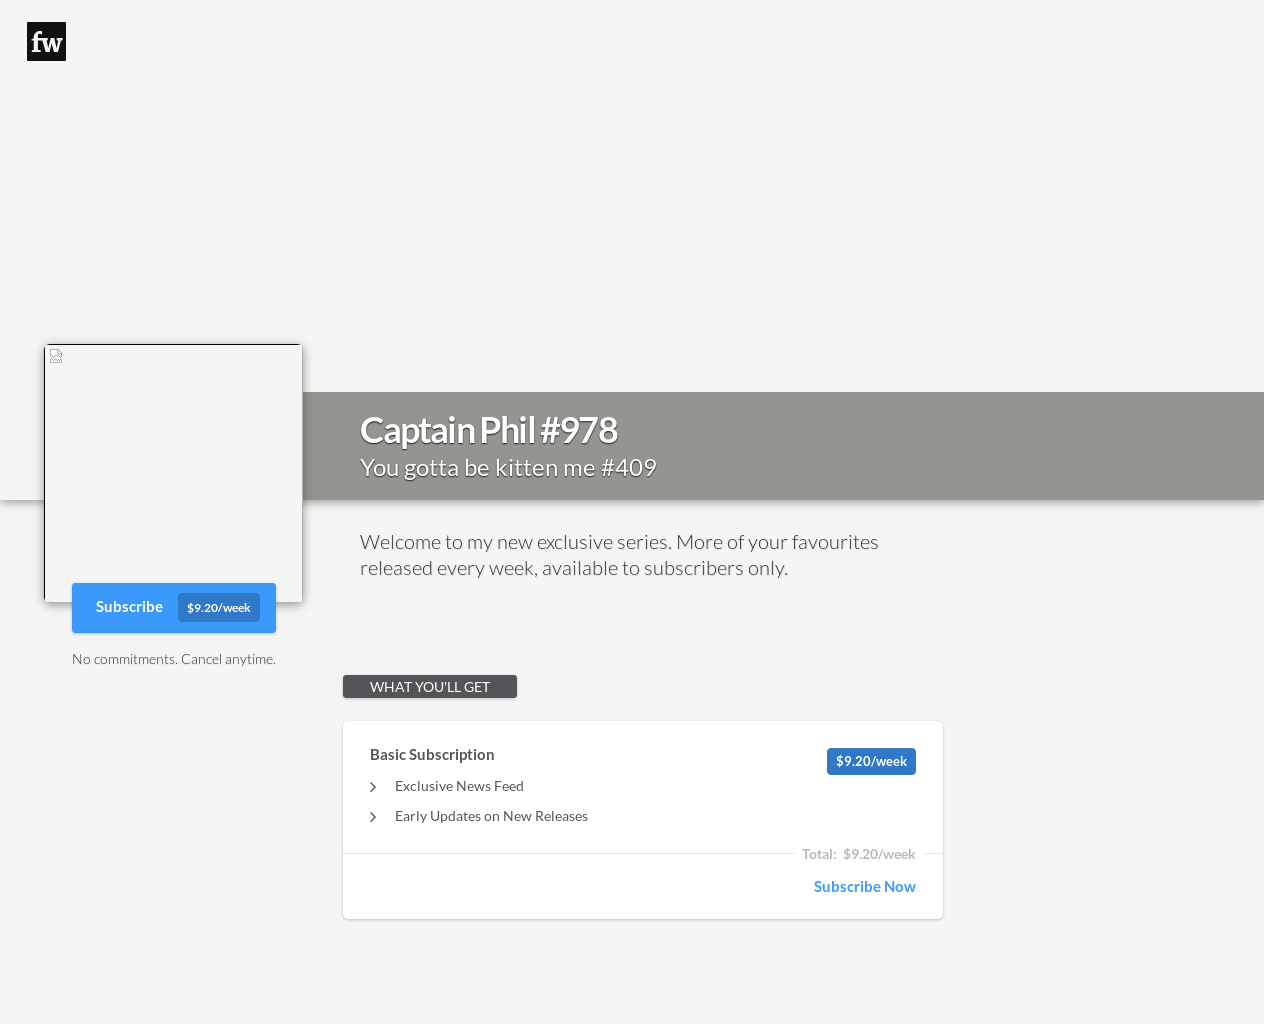 fw
Captain Phil #978
You gotta be kitten me #409
Welcome to my new exclusive series. More of your favourites
released every week, available to subscribers only.
Subscribe $9.20/week
No commitments. Cancel anytime.
WHAT YOU'LL GET
Basic Subscription $9.20/week
Exclusive News Feed
Early Updates on New Releases
Total: $9.20/week
Subscribe Now